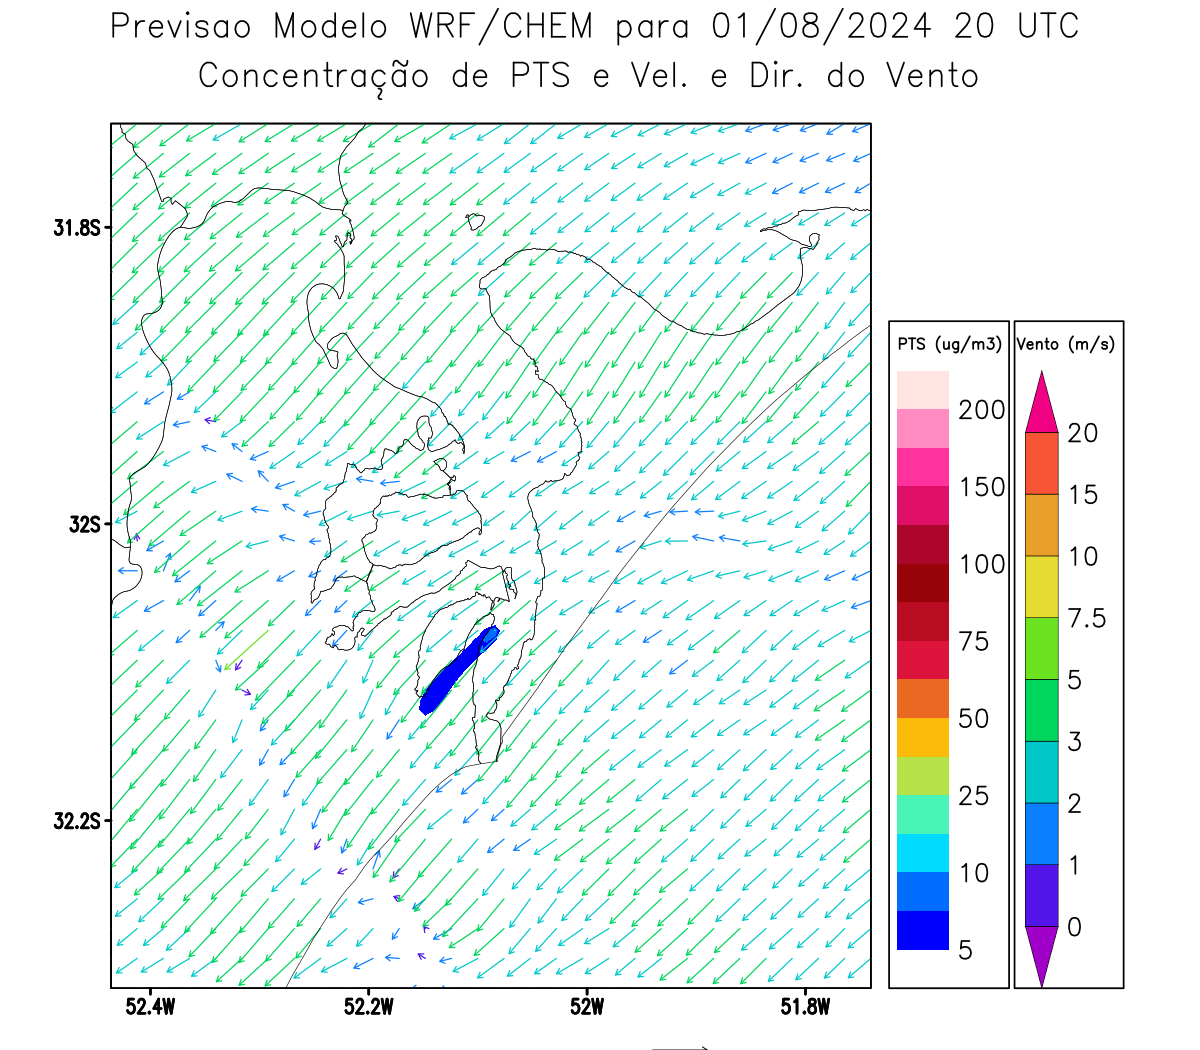 Previsao Modelo WRF/CHEM para 01/08/2024 20 UTC
Concentração de PTS e Vel. e Dir. do Vento
31.8S
32S
32.2S
52.4W
52.2W
52W
51.8W
PTS (ug/m3)
200
150
100
75
50
25
10
5
Vento (m/s)
20
15
10
7.5
5
3
2
1
0